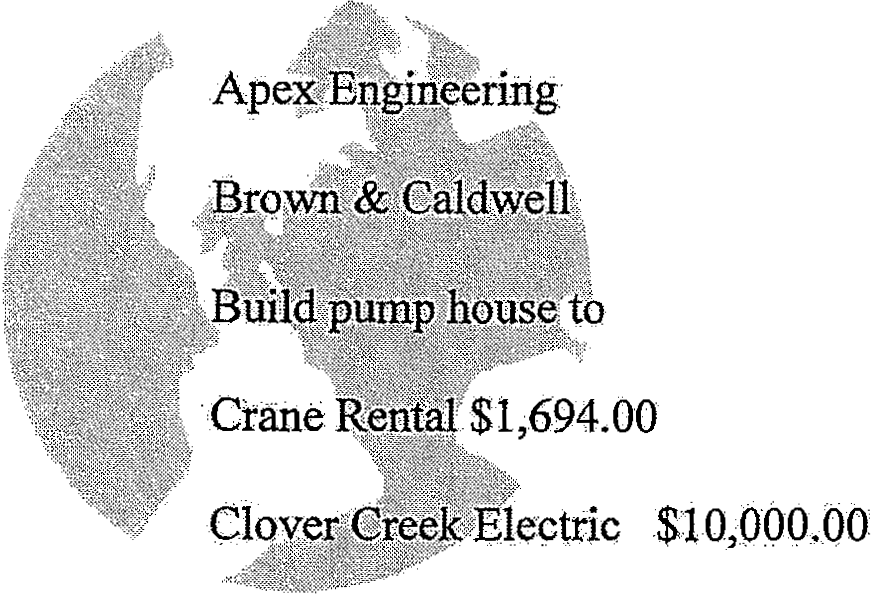 Apex Engineering
Brown & Caldwell
Build pump house to
Crane Rental $1,694.00
Clover Creek Electric $10,000.00